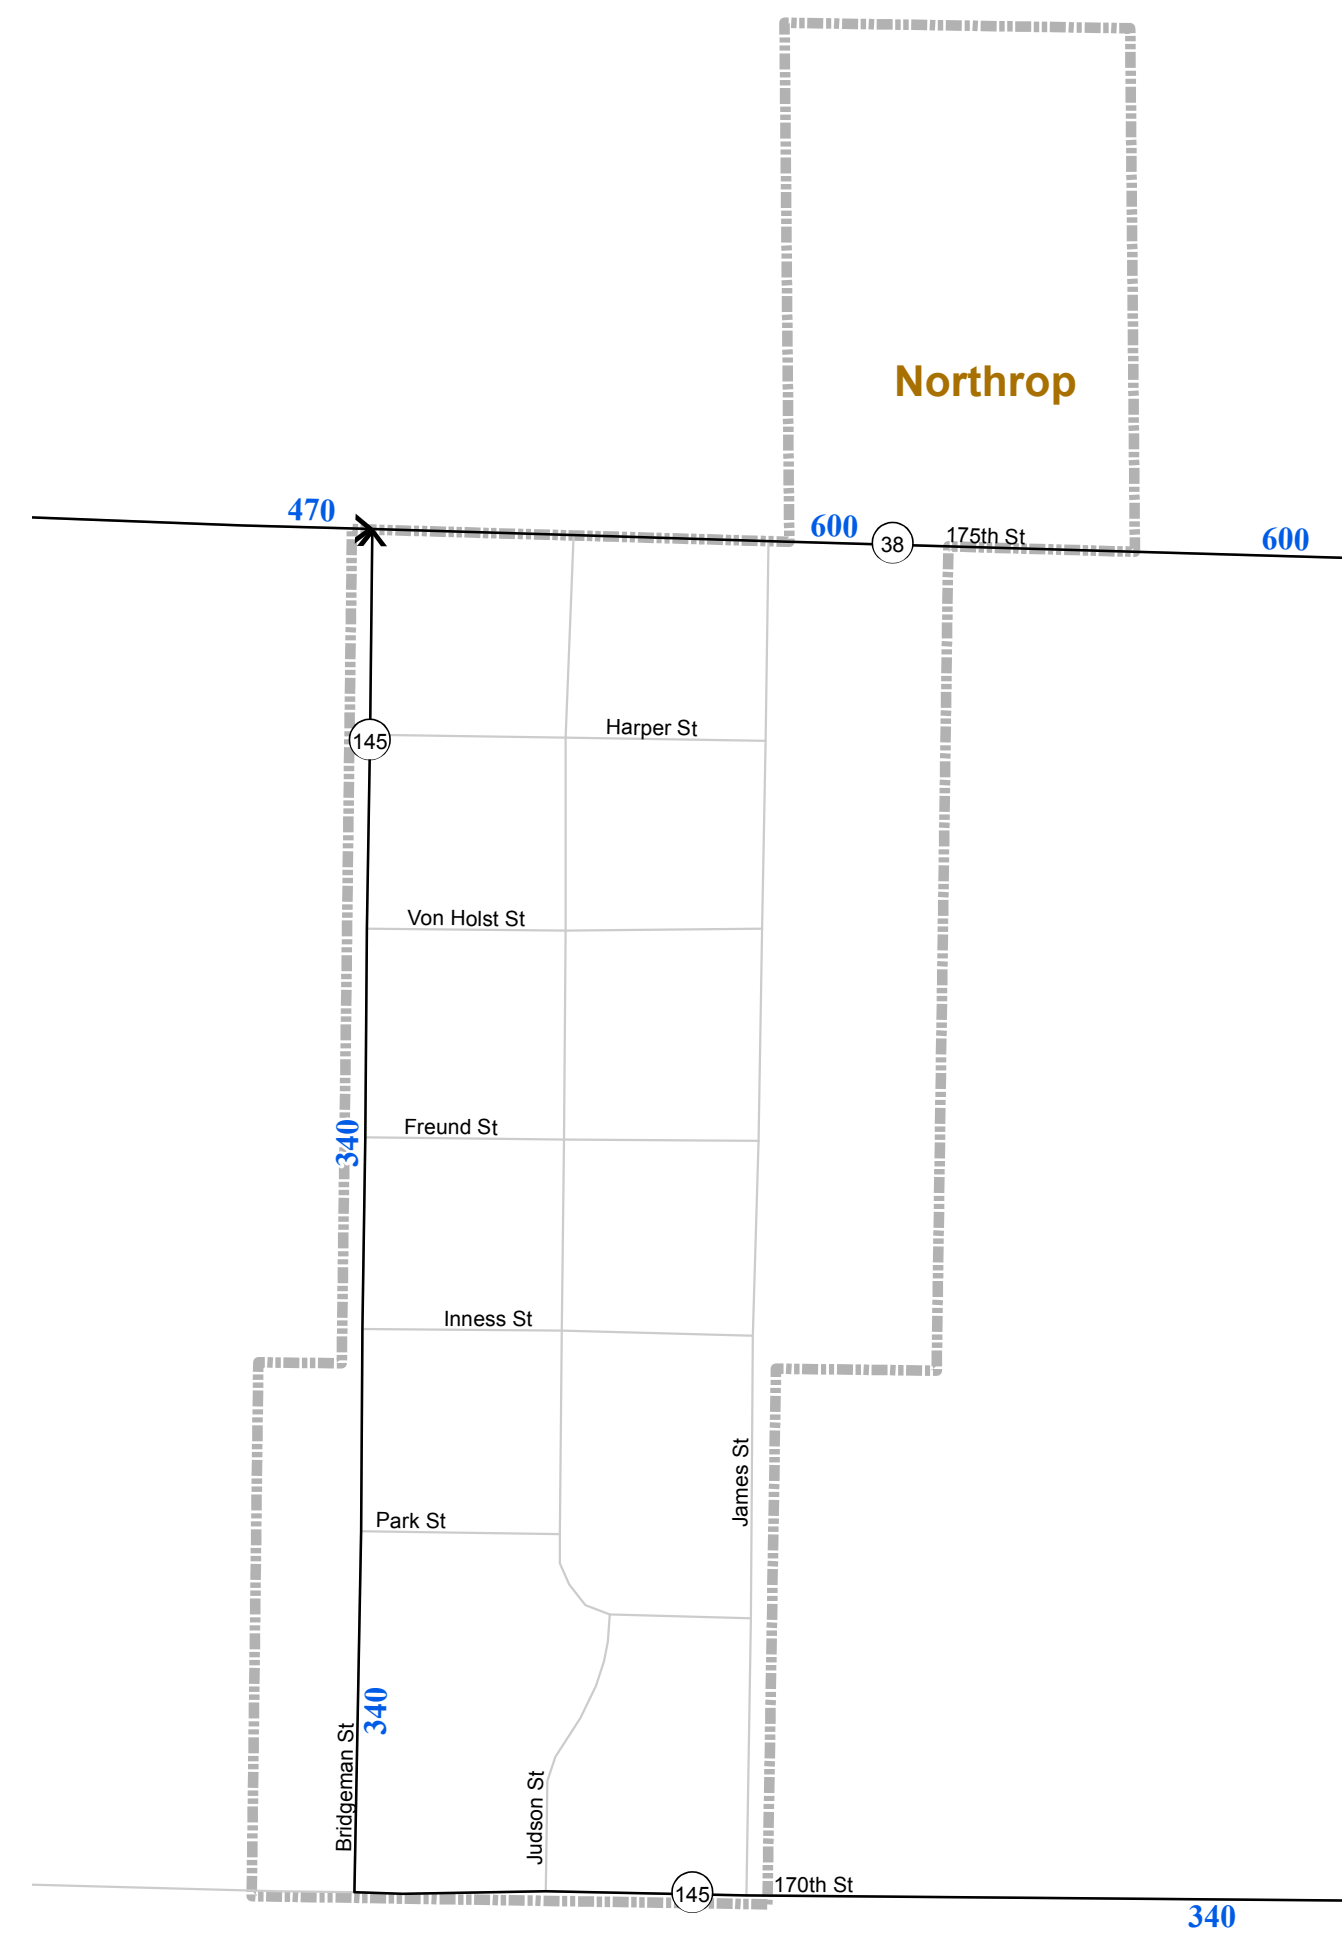 Northrop
470
600
38
175th St
600
Harper St
145
Von Holst St
Freund St
340
Inness St
James St
Park St
340
Bridgeman St
Judson St
145
170th St
340